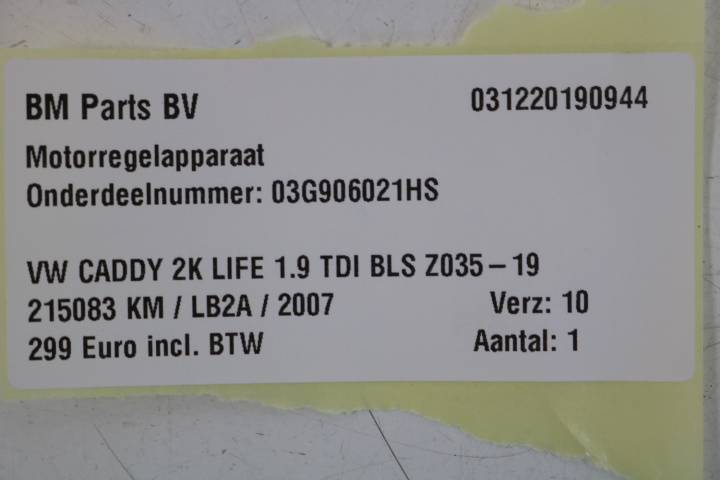 BM Parts BV 031220190944
Motorregelapparaat
Onderdeelnummer: 03G906021HS
VW CADDY 2K LIFE 1.9 TDI BLS Z035-19
215083 KM / LB2A / 2007 Verz: 10
299 Euro incl. BTW Aantal: 1